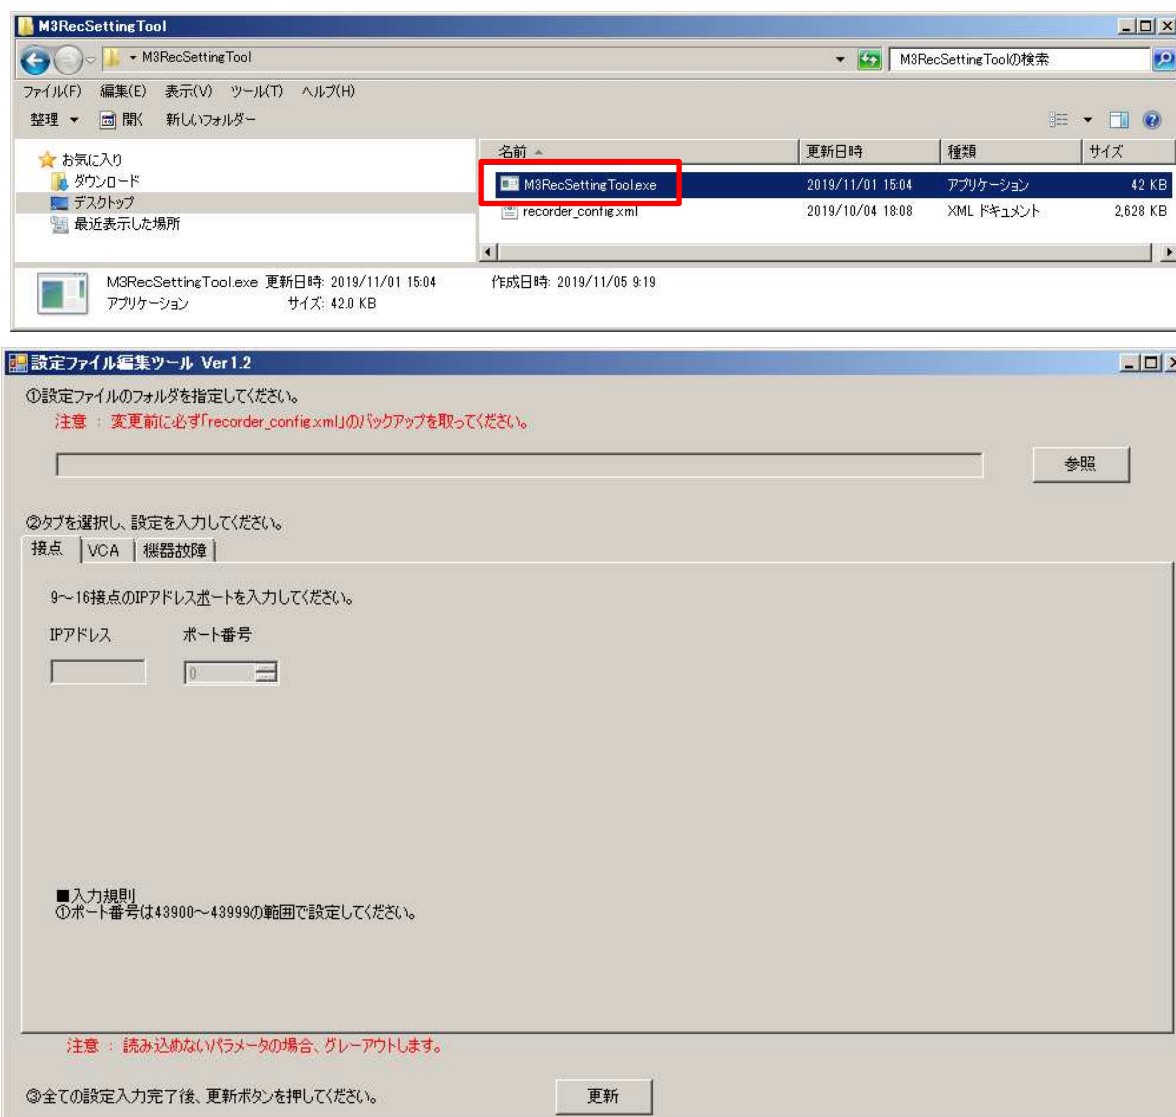 M3RecSettingTool
M3RecSettingTool
M3RecSettingToolの検索
ファイル(F) 編集(E) 表示(V) ツール(T) ヘルプ(H)
整理 開く 新しいフォルダー
お気に入り
ダウンロード
デスクトップ
最近表示した場所
名前 更新日時 種類 サイズ
M3RecSettingTool.exe 2019/11/01 15:04 アプリケーション 42 KB
recorder_config.xml 2019/10/04 18:08 XML ドキュメント 2,628 KB
M3RecSettingTool.exe 更新日時: 2019/11/01 15:04 作成日時: 2019/11/05 9:19
アプリケーション サイズ: 42.0 KB
設定ファイル編集ツール Ver1.2
①設定ファイルのフォルダを指定してください。
注意 : 変更前に必ず「recorder_config.xml」のバックアップを取ってください。
参照
②タブを選択し、設定を入力してください。
接点 VCA 機器故障
9～16接点のIPアドレスポートを入力してください。
IPアドレス ポート番号
0
■入力規則
①ポート番号は43900～43999の範囲で設定してください。
注意 : 読み込めないパラメータの場合、グレーアウトします。
③全ての設定入力完了後、更新ボタンを押してください。 更新